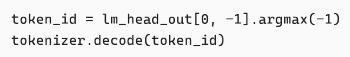 token_id = lm_head_out[0, -1].argmax(-1)
tokenizer.decode(token_id)